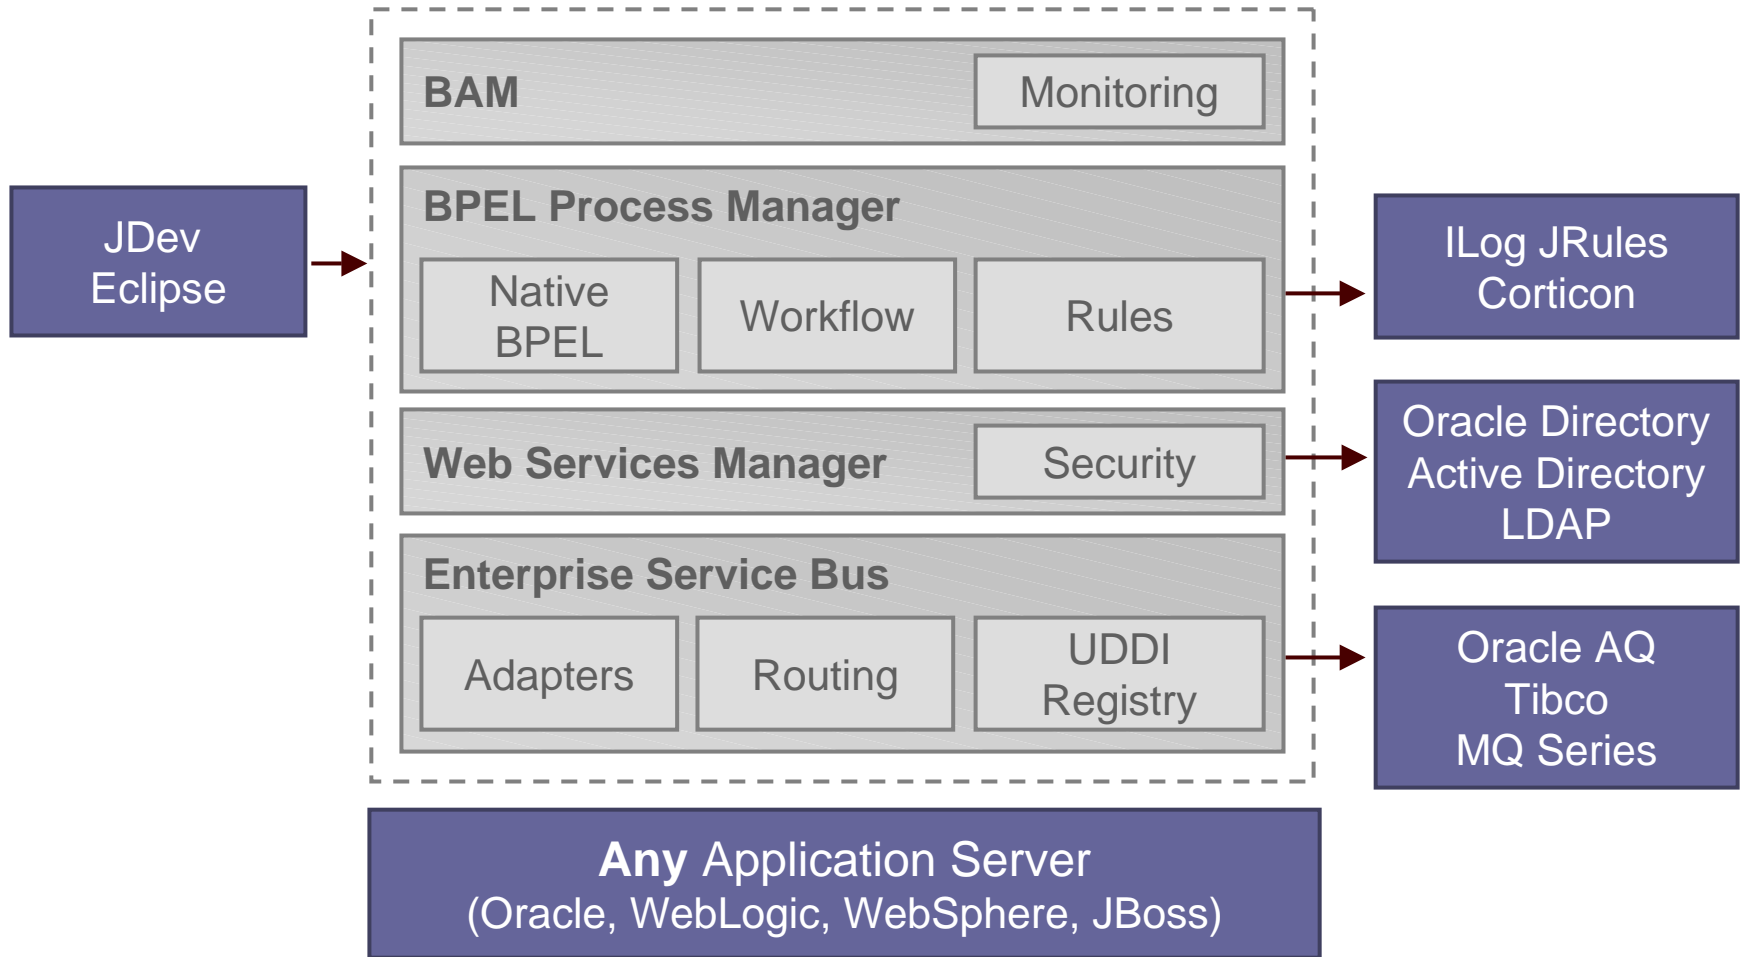 BAM
Monitoring
JDev
Eclipse
BPEL Process Manager
Native
BPEL
Workflow
Rules
ILog JRules
Corticon
Web Services Manager
Security
Oracle Directory
Active Directory
LDAP
Enterprise Service Bus
Adapters
Routing
UDDI
Registry
Oracle AQ
Tibco
MQ Series
Any Application Server
(Oracle, WebLogic, WebSphere, JBoss)